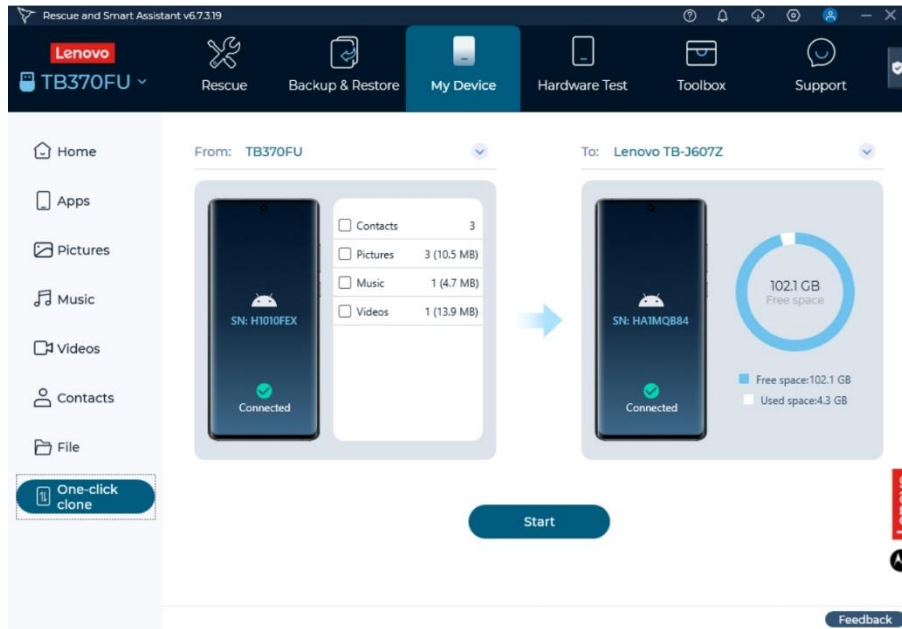 Rescue and Smart Assistant v6.7.3.19
Lenovo
TB370FU
Rescue
Backup & Restore
My Device
Hardware Test
Toolbox
Support
Home
Apps
Pictures
Music
Videos
Contacts
File
One-click
clone
From: TB370FU
To: Lenovo TB-J607Z
SN: H1010FEX
Connected
Contacts 3
Pictures 3 (10.5 MB)
Music 1 (4.7 MB)
Videos 1 (13.9 MB)
SN: HA1MQB84
Connected
102.1 GB
Free space
Free space:102.1 GB
Used space:4.3 GB
Start
Lenovo
Feedback